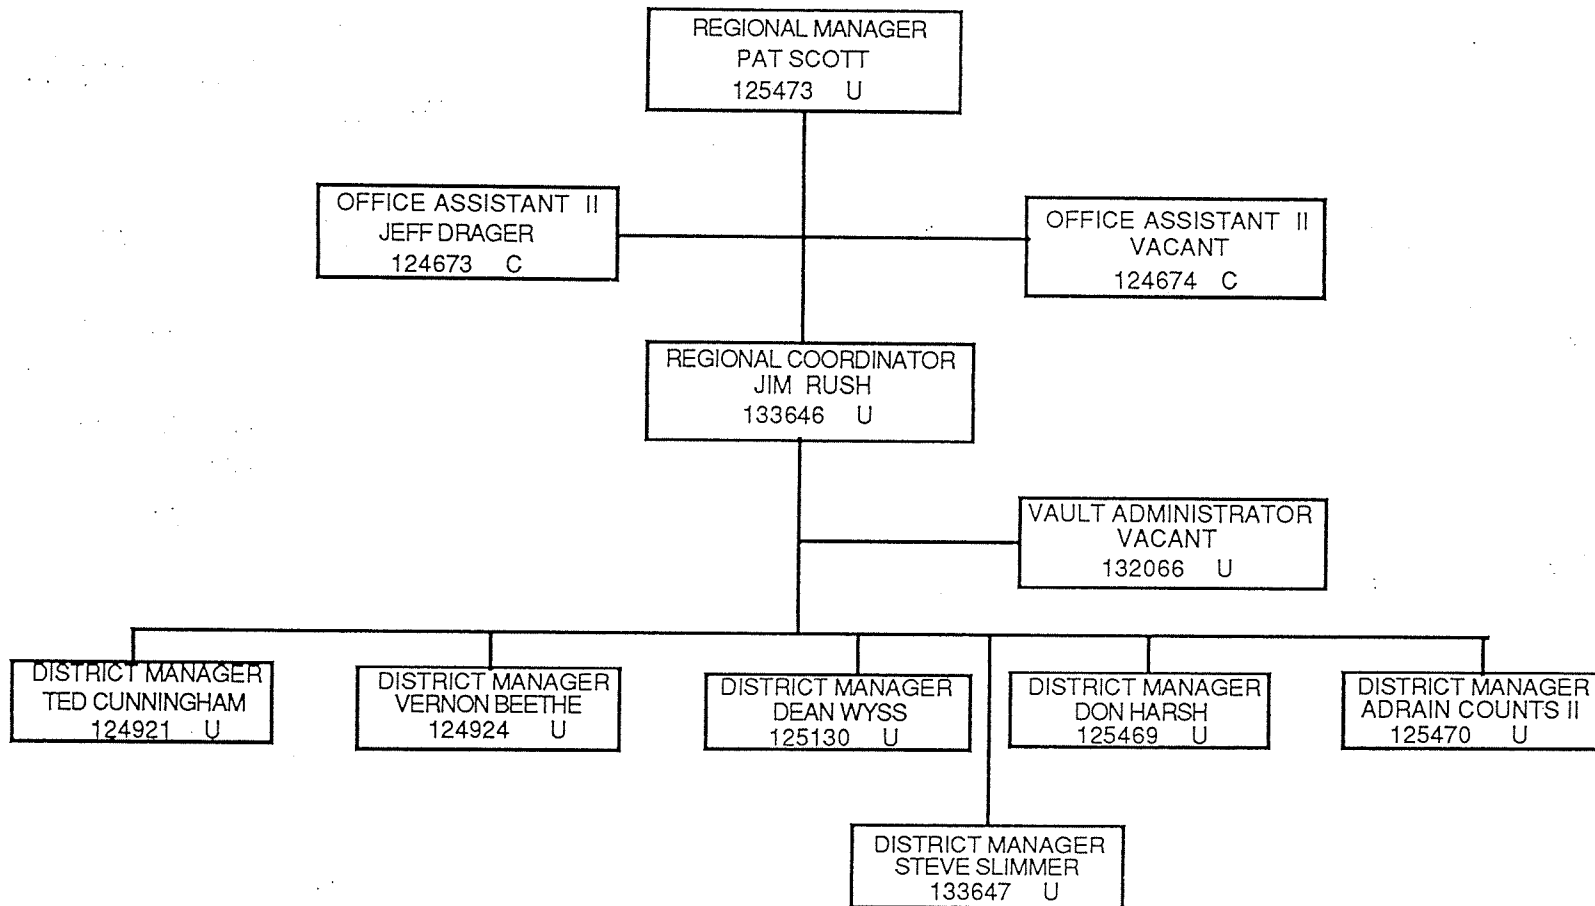 REGIONAL MANAGER
PAT SCOTT
125473 U
OFFICE ASSISTANT II
JEFF DRAGER
124673 C
OFFICE ASSISTANT II
VACANT
124674 C
REGIONAL COORDINATOR
JIM RUSH
133646 U
VAULT ADMINISTRATOR
VACANT
132066 U
DISTRICT MANAGER
TED CUNNINGHAM
124921 U
DISTRICT MANAGER
VERNON BEETHE
124924 U
DISTRICT MANAGER
DEAN WYSS
125130 U
DISTRICT MANAGER
DON HARSH
125469 U
DISTRICT MANAGER
ADRAIN COUNTS II
125470 U
DISTRICT MANAGER
STEVE SLIMMER
133647 U